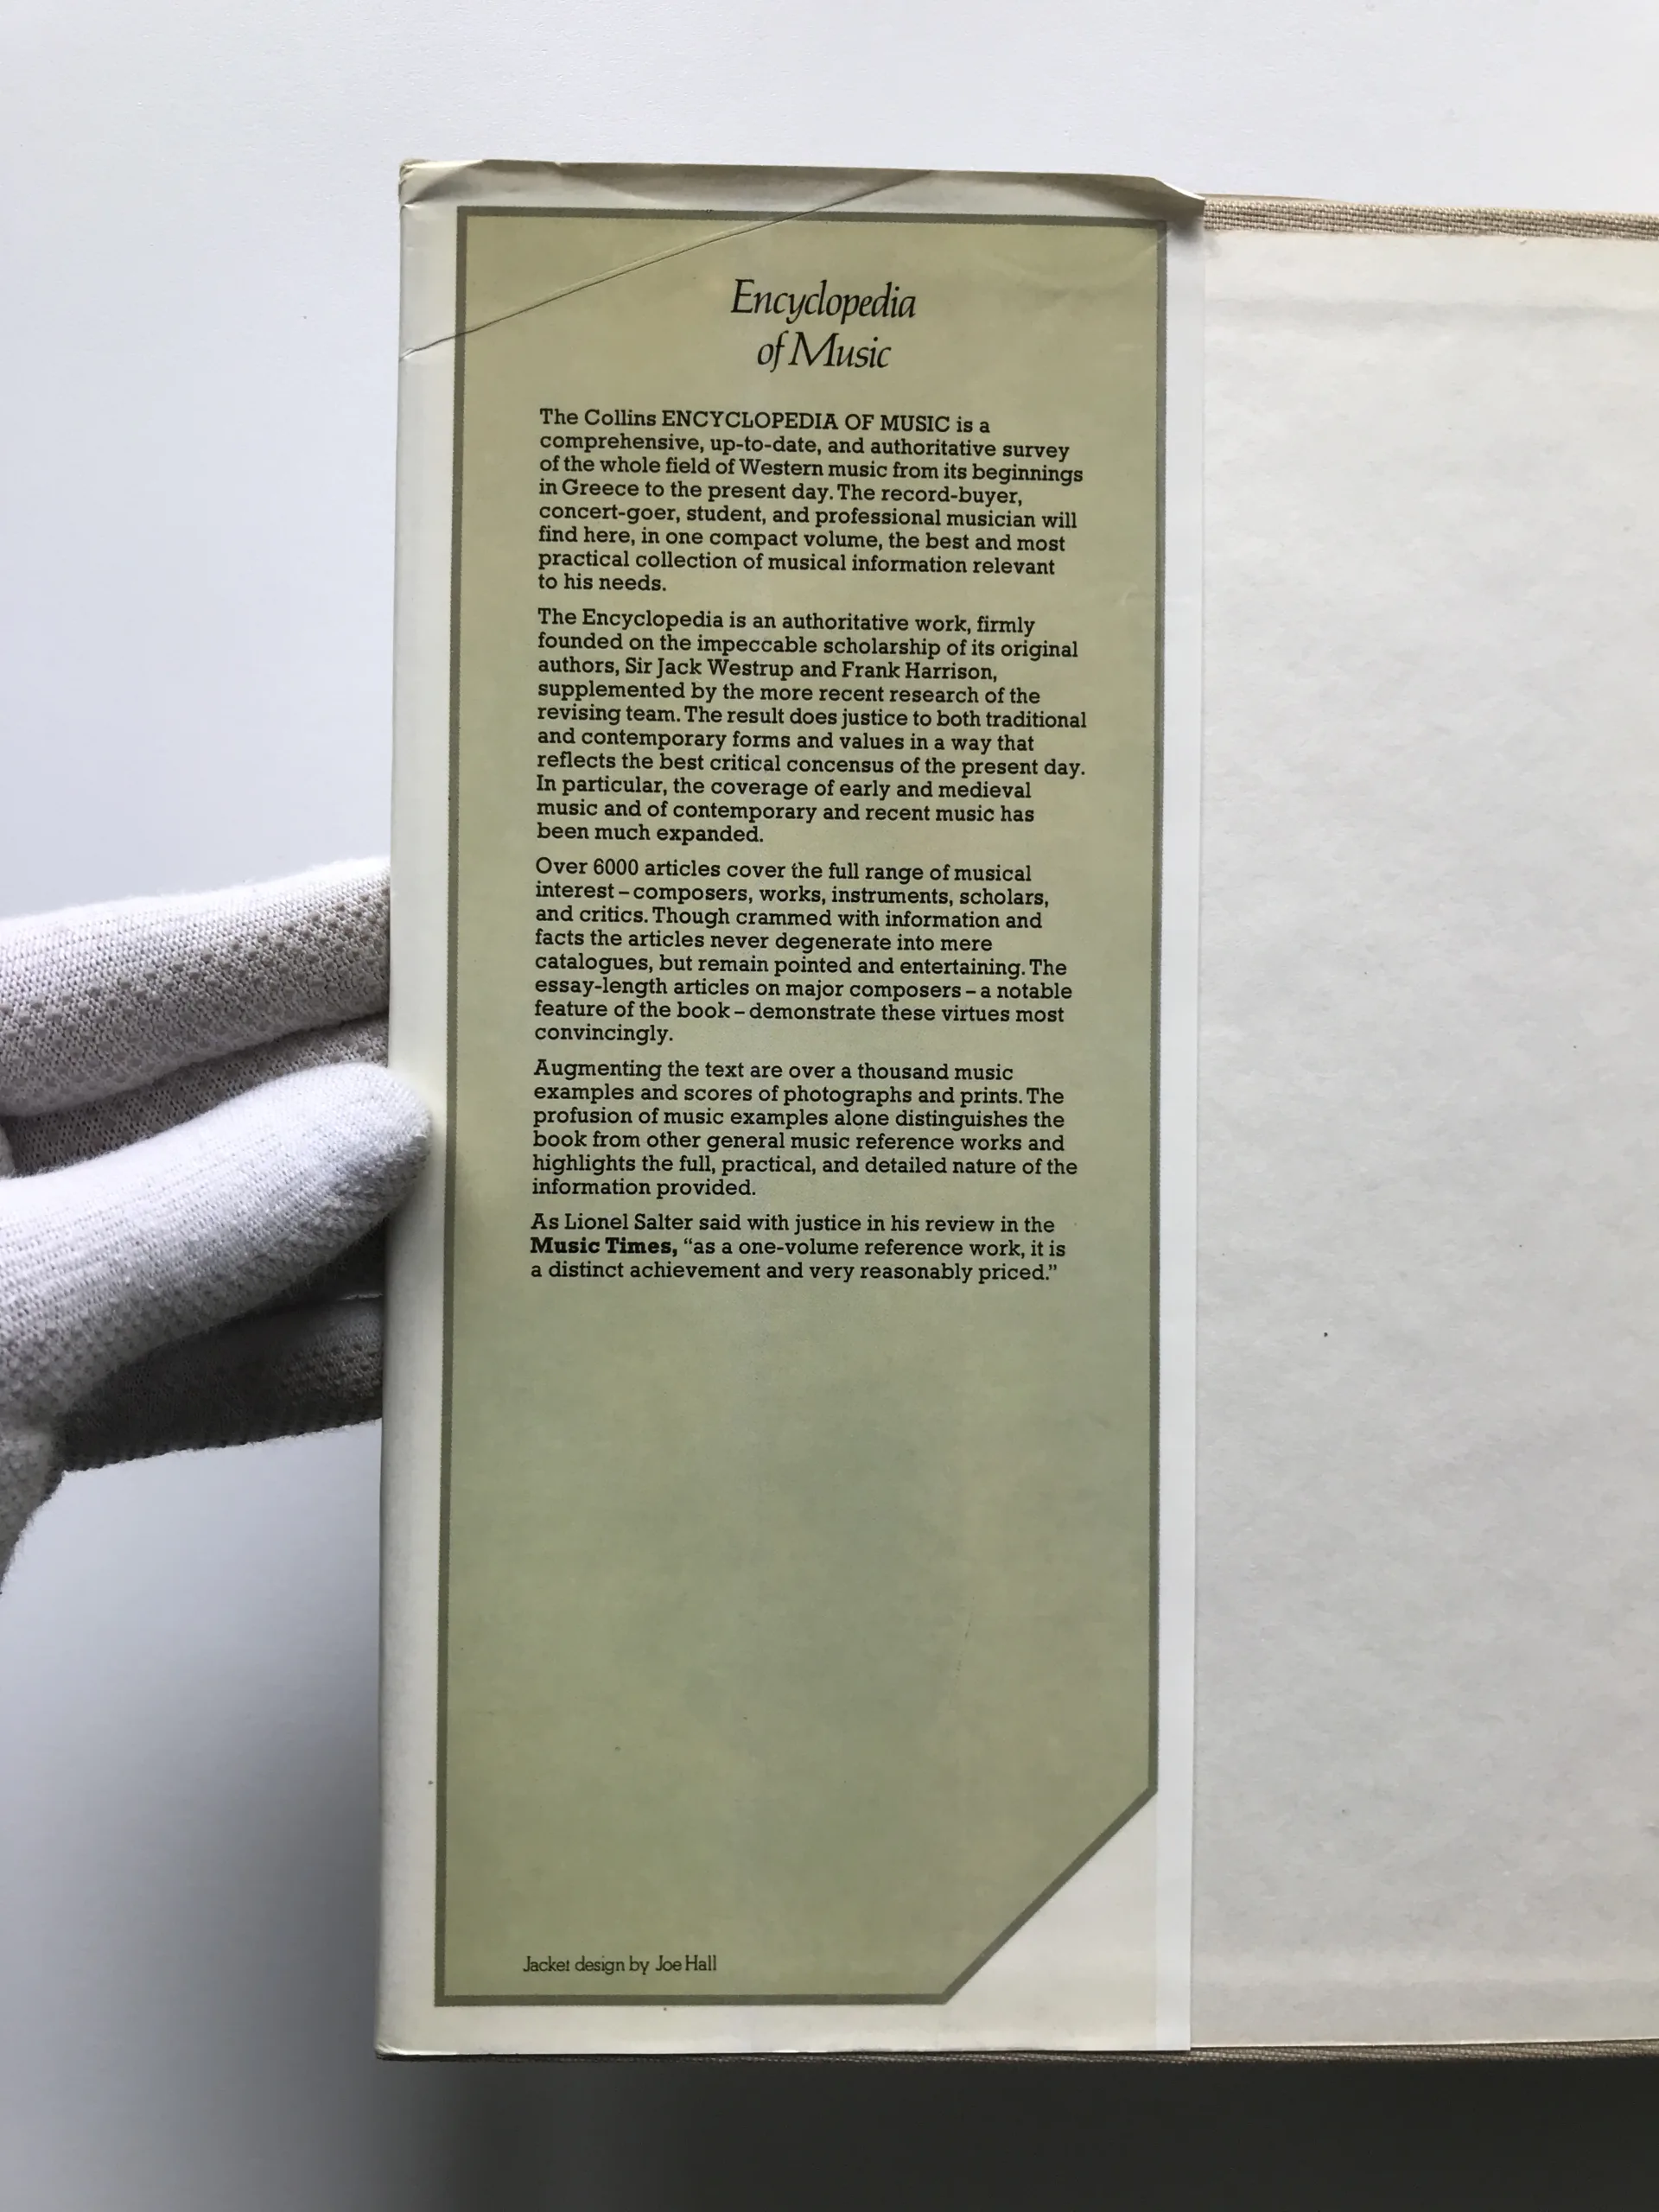 Encyclopedia
of Music
The Collins ENCYCLOPEDIA OF MUSIC is a
comprehensive, up-to-date, and authoritative survey
of the whole field of Western music from its beginnings
in Greece to the present day. The record-buyer,
concert-goer, student, and professional musician will
find here, in one compact volume, the best and most
practical collection of musical information relevant
to his needs.
The Encyclopedia is an authoritative work, firmly
founded on the impeccable scholarship of its original
authors, Sir Jack Westrup and Frank Harrison,
supplemented by the more recent research of the
revising team. The result does justice to both traditional
and contemporary forms and values in a way that
reflects the best critical concensus of the present day.
In particular, the coverage of early and medieval
music and of contemporary and recent music has
been much expanded.
Over 6000 articles cover the full range of musical
interest – composers, works, instruments, scholars,
and critics. Though crammed with information and
facts the articles never degenerate into mere
catalogues, but remain pointed and entertaining. The
essay-length articles on major composers – a notable
feature of the book – demonstrate these virtues most
convincingly.
Augmenting the text are over a thousand music
examples and scores of photographs and prints. The
profusion of music examples alone distinguishes the
book from other general music reference works and
highlights the full, practical, and detailed nature of the
information provided.
As Lionel Salter said with justice in his review in the
Music Times, “as a one-volume reference work, it is
a distinct achievement and very reasonably priced.”
Jacket design by Joe Hall